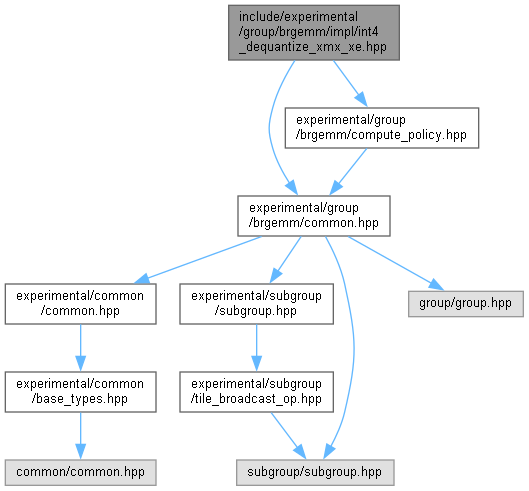 include/experimental
/group/brgemm/impl/int4
_dequantize_xmx_xe.hpp
experimental/group
/brgemm/compute_policy.hpp
experimental/group
/brgemm/common.hpp
experimental/common
/common.hpp
experimental/subgroup
/subgroup.hpp
group/group.hpp
experimental/common
/base_types.hpp
experimental/subgroup
/tile_broadcast_op.hpp
common/common.hpp
subgroup/subgroup.hpp